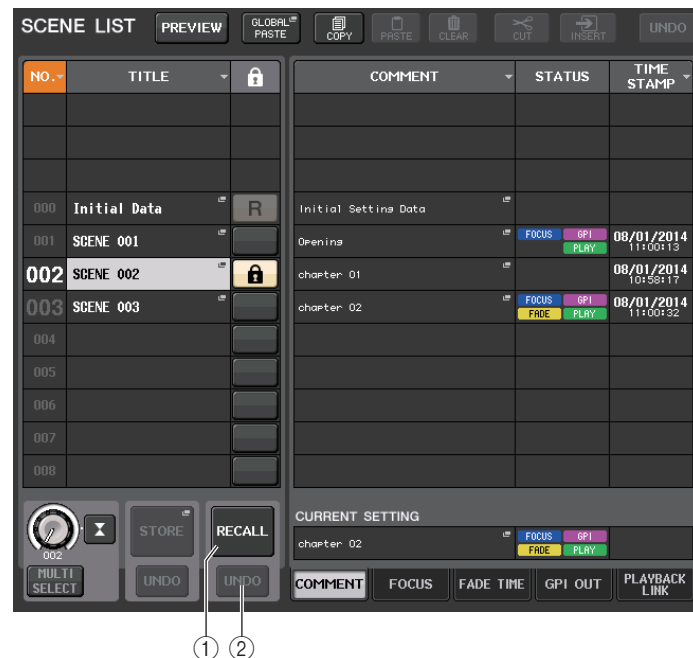 SCENE LIST PREVIEW GLOBAL PASTE COPY PASTE CLEAR CUT INSERT UNDO
NO. TITLE COMMENT STATUS TIME STAMP
000 Initial Data R Initial Setting Data
001 SCENE 001 Opening FOCUS GPI PLAY 08/01/2014 11:00:13
002 SCENE 002 chapter 01 08/01/2014 10:58:17
003 SCENE 003 chapter 02 FOCUS GPI FADE PLAY 08/01/2014 11:00:32
004
005
006
007
008
002 STORE RECALL
MULTI SELECT UNDO UNDO
CURRENT SETTING
chapter 02 FOCUS GPI FADE PLAY
COMMENT FOCUS FADE TIME GPI OUT PLAYBACK LINK
① ②